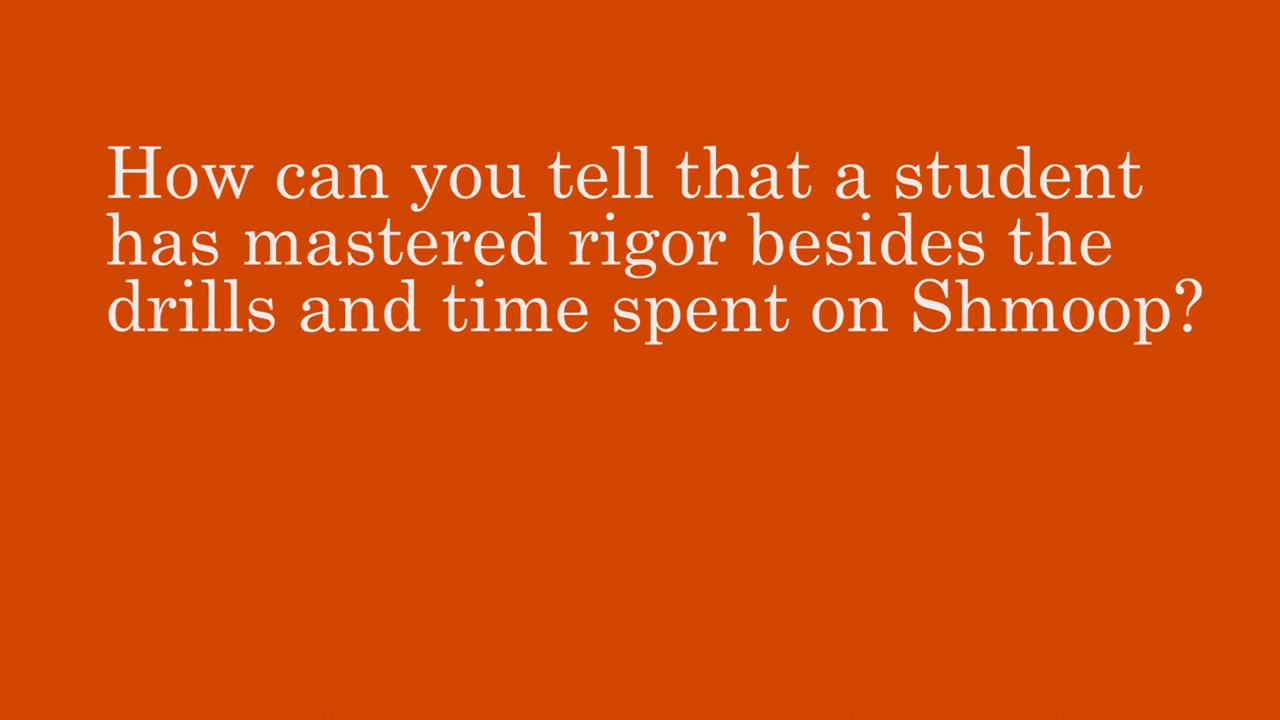 How can you tell that a student
has mastered rigor besides the
drills and time spent on Shmoop?